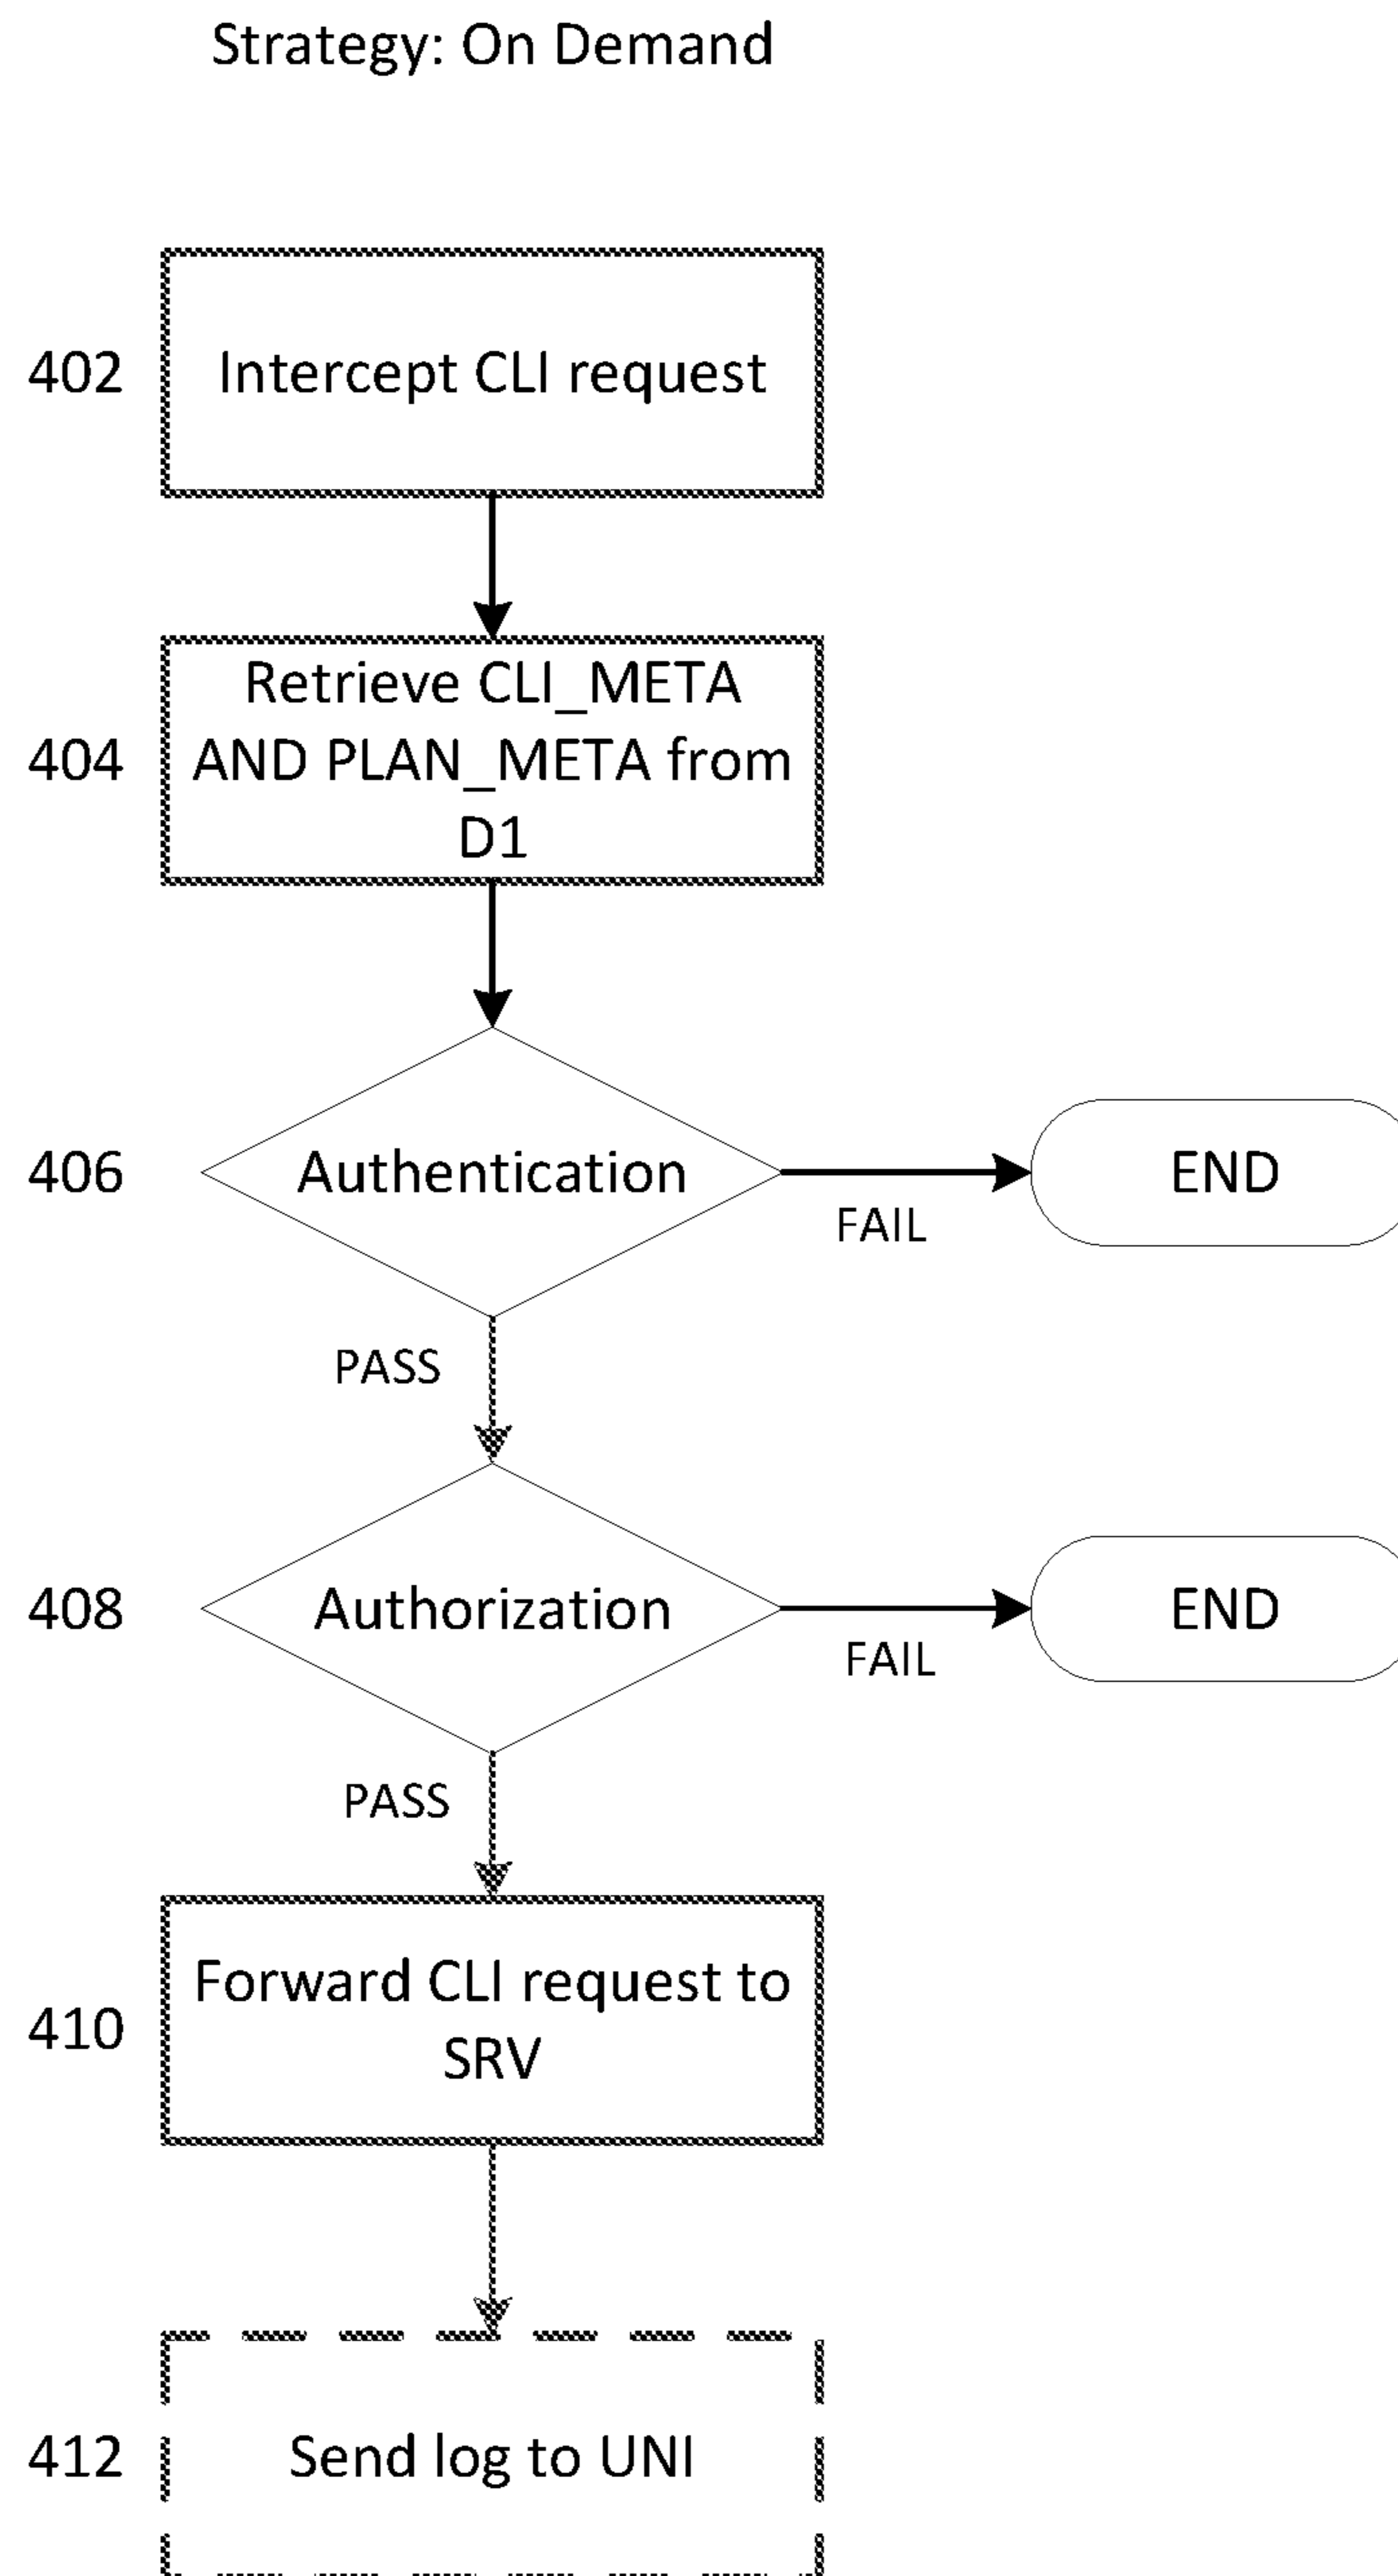 Strategy: On Demand
402
Intercept CLI request
404
Retrieve CLI_META
AND PLAN_META from
D1
406
Authentication
END
FAIL
PASS
408
Authorization
END
FAIL
PASS
410
Forward CLI request to
SRV
412
Send log to UNI